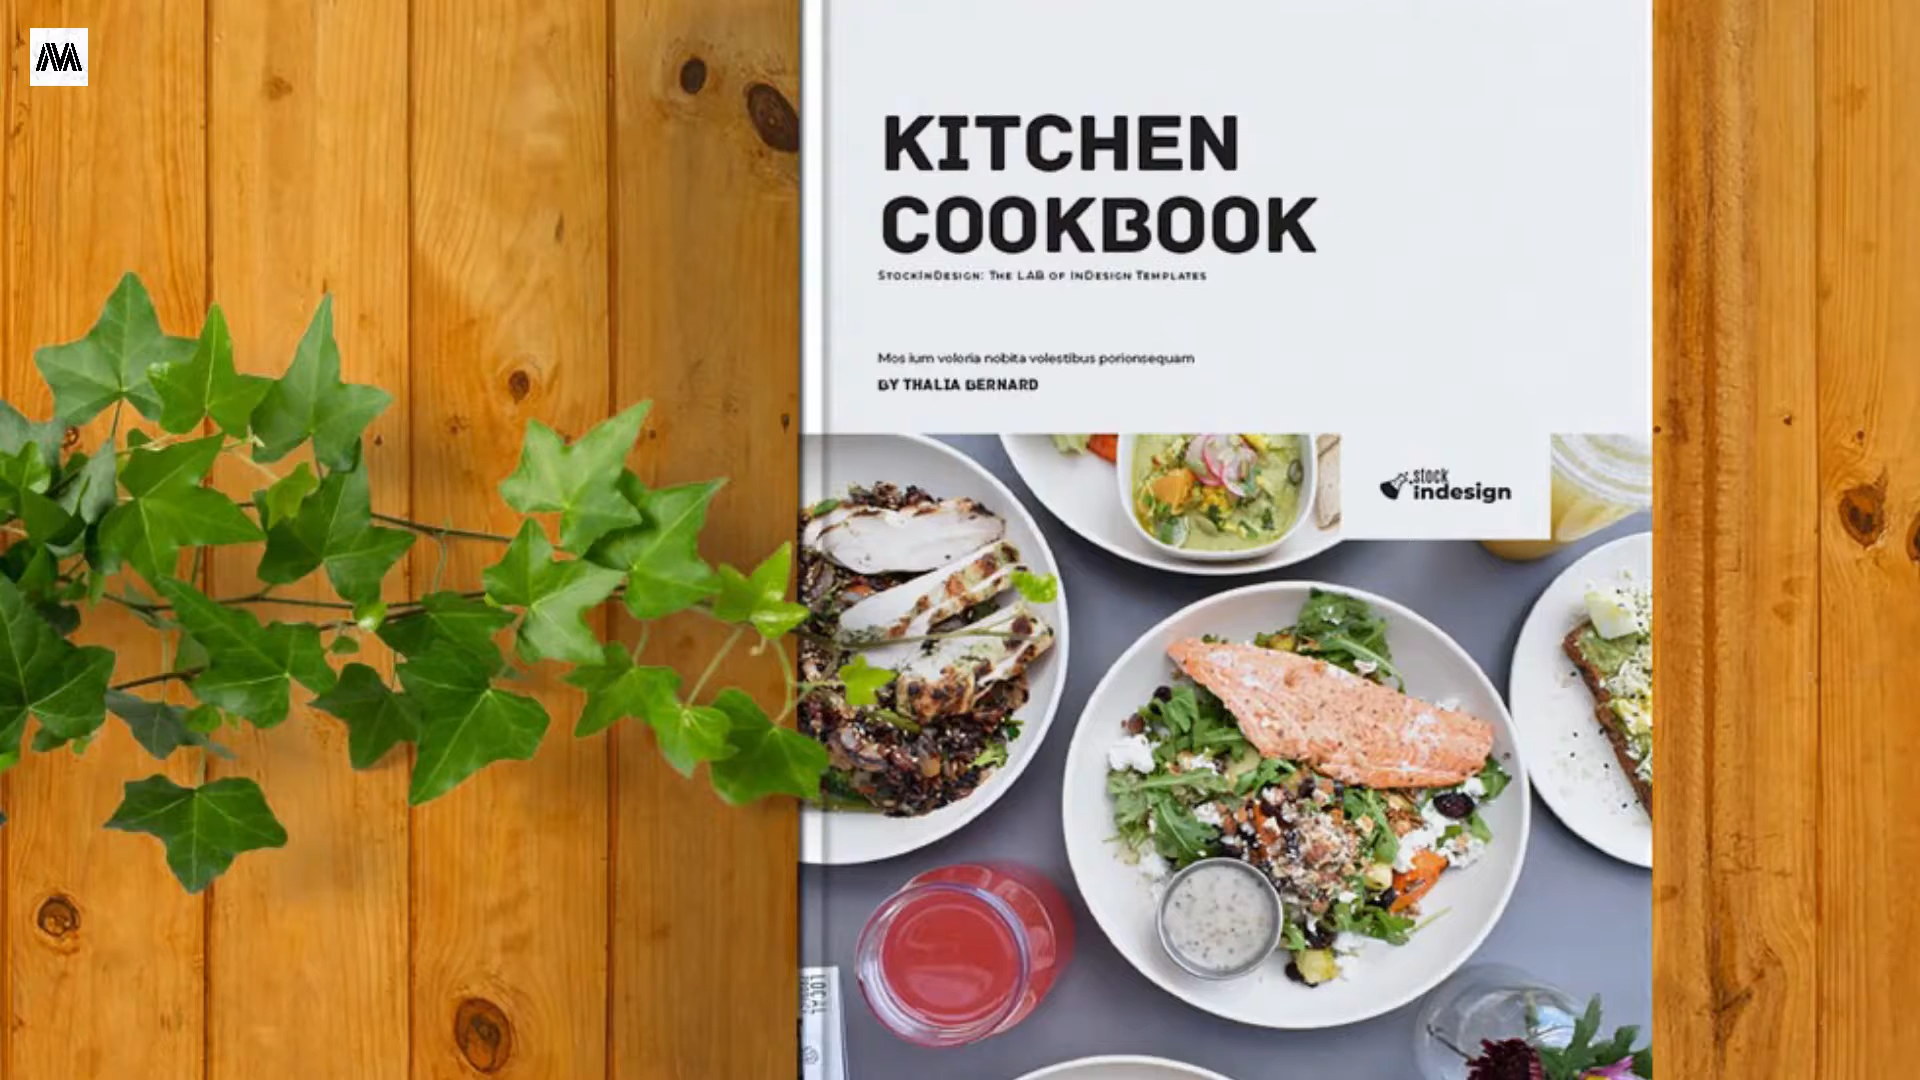 KITCHEN
COOKBOOK
StockInDesign: The LAB of InDesign Templates
Mos ium voloria nobita volestibus porionsequam
BY THALIA BERNARD
stock
indesign
LOCAL